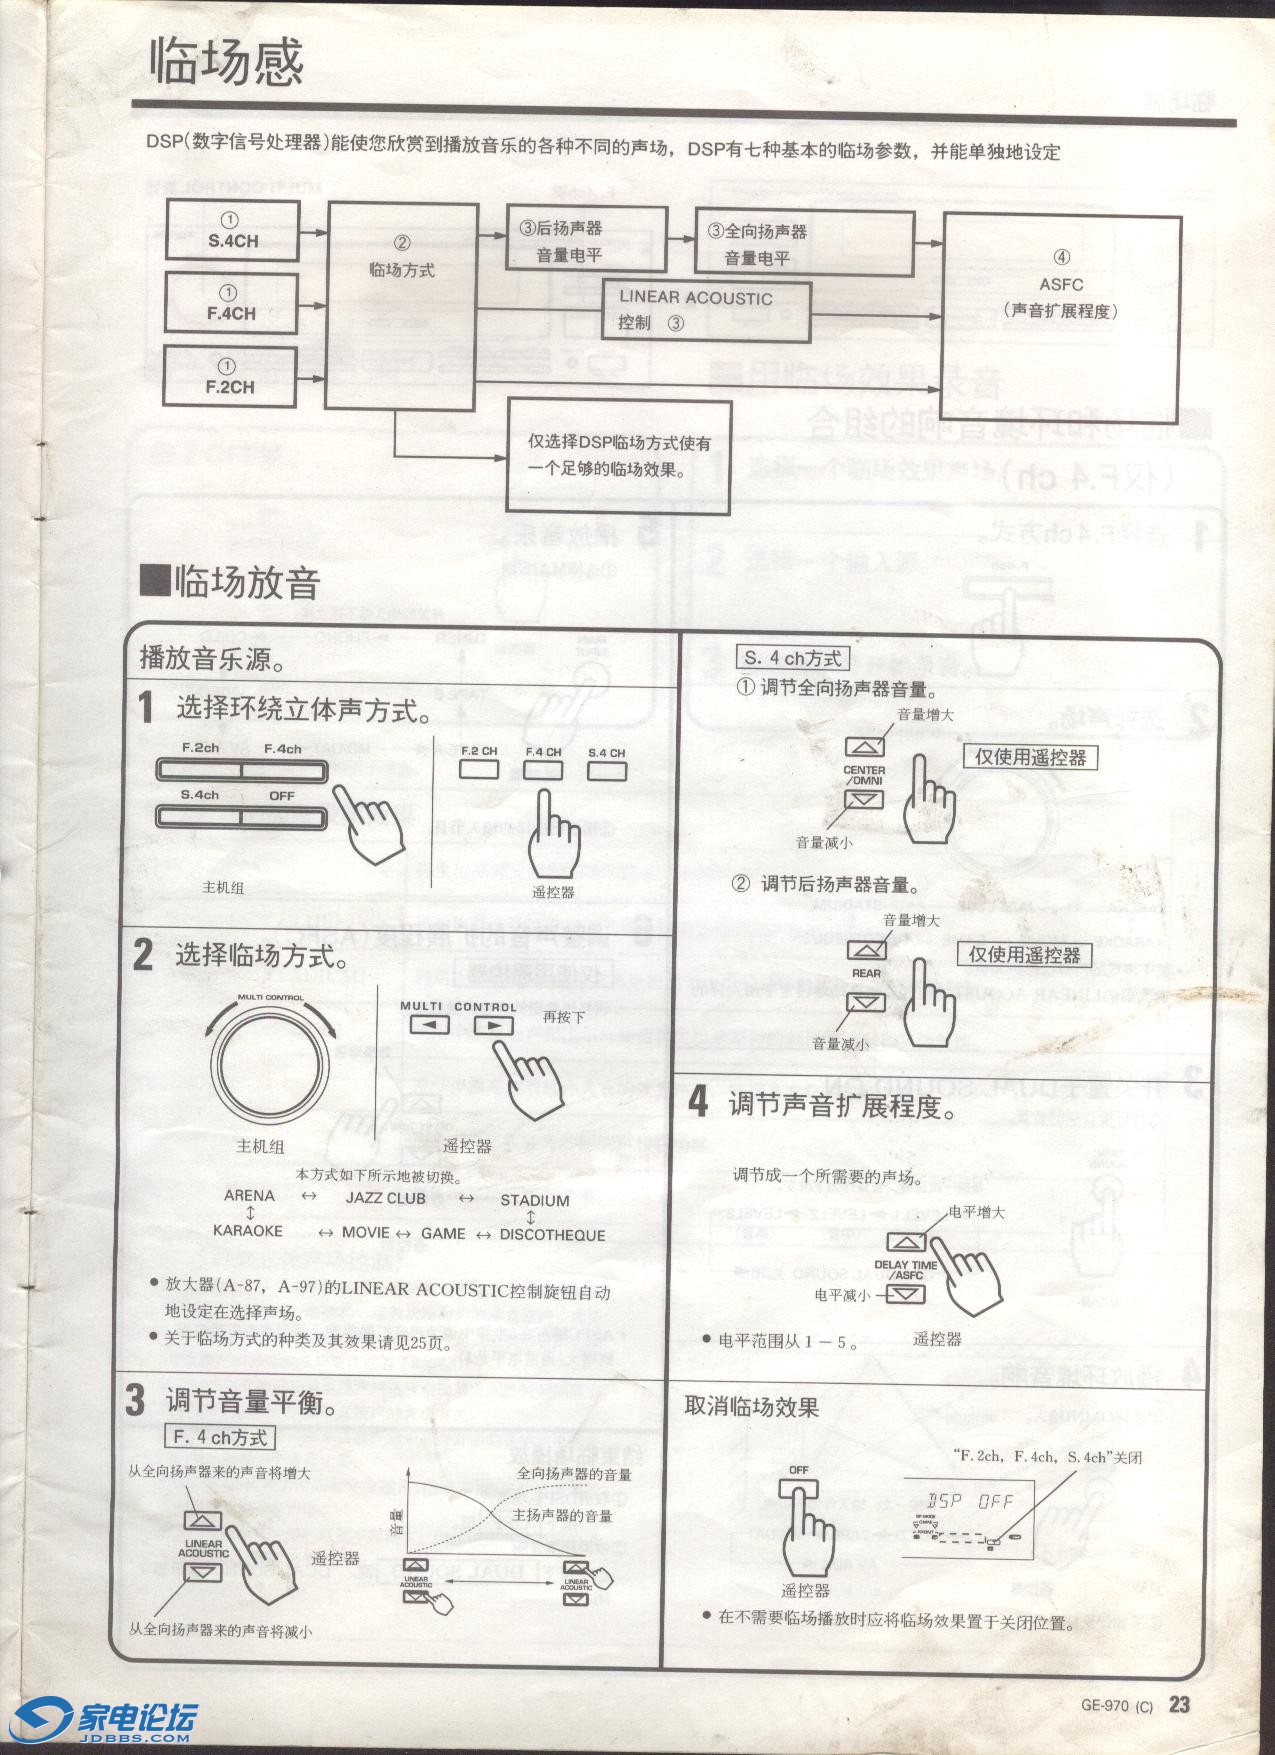 临场感
DSP(数字信号处理器)能使您欣赏到播放音乐的各种不同的声场，DSP有七种基本的临场参数，并能单独地设定
①
S.4CH
①
F.4CH
①
F.2CH
②
临场方式
③后扬声器
音量电平
③全向扬声器
音量电平
LINEAR ACOUSTIC
控制 ③
④
ASFC
(声音扩展程度)
仅选择DSP临场方式使有
一个足够的临场效果。
■临场放音
播放音乐源。
1 选择环绕立体声方式。
F.2ch F.4ch
S.4ch OFF
主机组
F.2 CH F.4 CH S.4 CH
遥控器
2 选择临场方式。
MULTI CONTROL
主机组
MULTI CONTROL
再按下
遥控器
本方式如下所示地被切换。
ARENA ↔ JAZZ CLUB ↔ STADIUM
↕ ↕
KARAOKE ↔ MOVIE ↔ GAME ↔ DISCOTHEQUE
● 放大器(A-87，A-97)的LINEAR ACOUSTIC控制旋钮自动
地设定在选择声场。
● 关于临场方式的种类及其效果请见25页。
3 调节音量平衡。
F. 4 ch方式
从全向扬声器来的声音将增大
LINEAR
ACOUSTIC
遥控器
从全向扬声器来的声音将减小
音量
全向扬声器的音量
主扬声器的音量
LINEAR
ACOUSTIC
LINEAR
ACOUSTIC
S. 4 ch方式
① 调节全向扬声器音量。
音量增大
CENTER
/OMNI
仅使用遥控器
音量减小
② 调节后扬声器音量。
音量增大
REAR
仅使用遥控器
音量减小
4 调节声音扩展程度。
调节成一个所需要的声场。
电平增大
DELAY TIME
/ASFC
电平减小
● 电平范围从 1 － 5 。
遥控器
取消临场效果
OFF
遥控器
“F. 2ch, F. 4ch, S. 4ch”关闭
DSP OFF
● 在不需要临场播放时应将临场效果置于关闭位置。
GE-970 (C) 23
家电论坛
JDBBS.COM